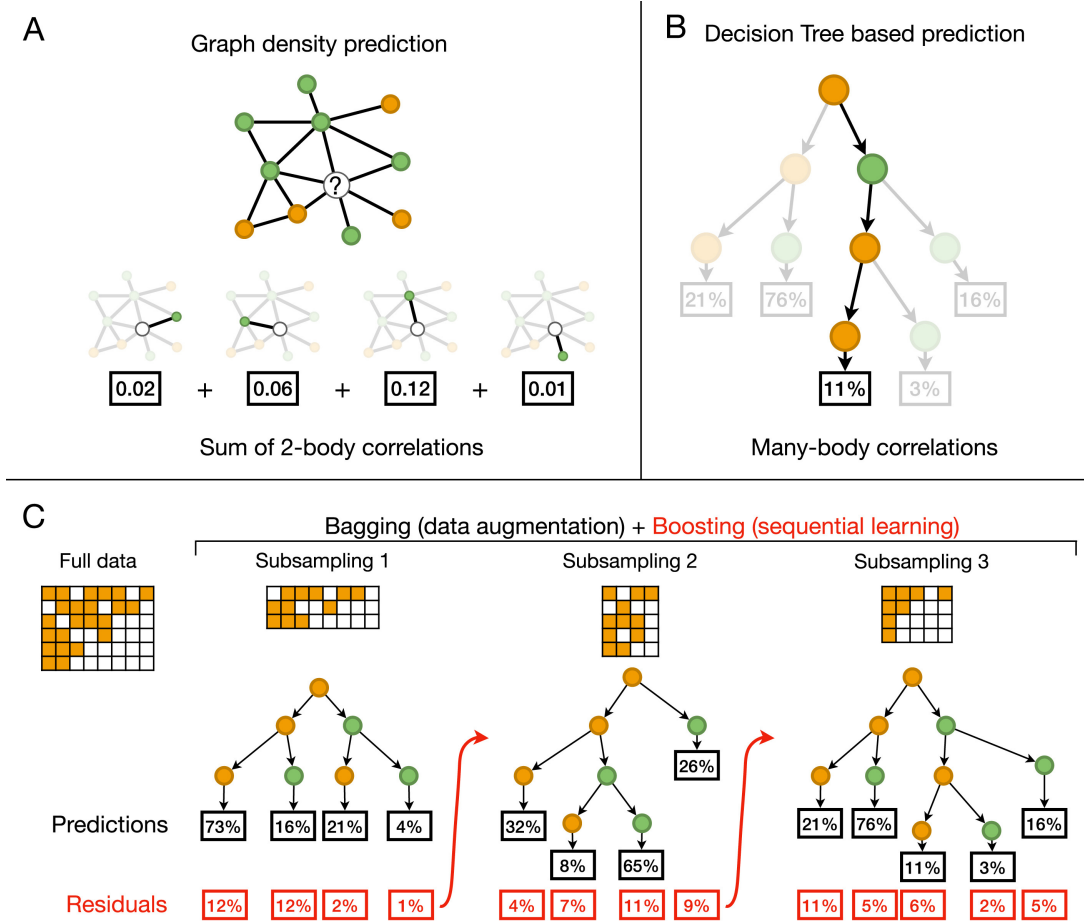 A
Graph density prediction
?
0.02 + 0.06 + 0.12 + 0.01
Sum of 2-body correlations
B
Decision Tree based prediction
21% 76% 16%
11% 3%
Many-body correlations
C
Bagging (data augmentation) + Boosting (sequential learning)
Full data Subsampling 1 Subsampling 2 Subsampling 3
26%
Predictions 73% 16% 21% 4% 32% 21% 76% 16%
8% 65% 11% 3%
Residuals 12% 12% 2% 1% 4% 7% 11% 9% 11% 5% 6% 2% 5%